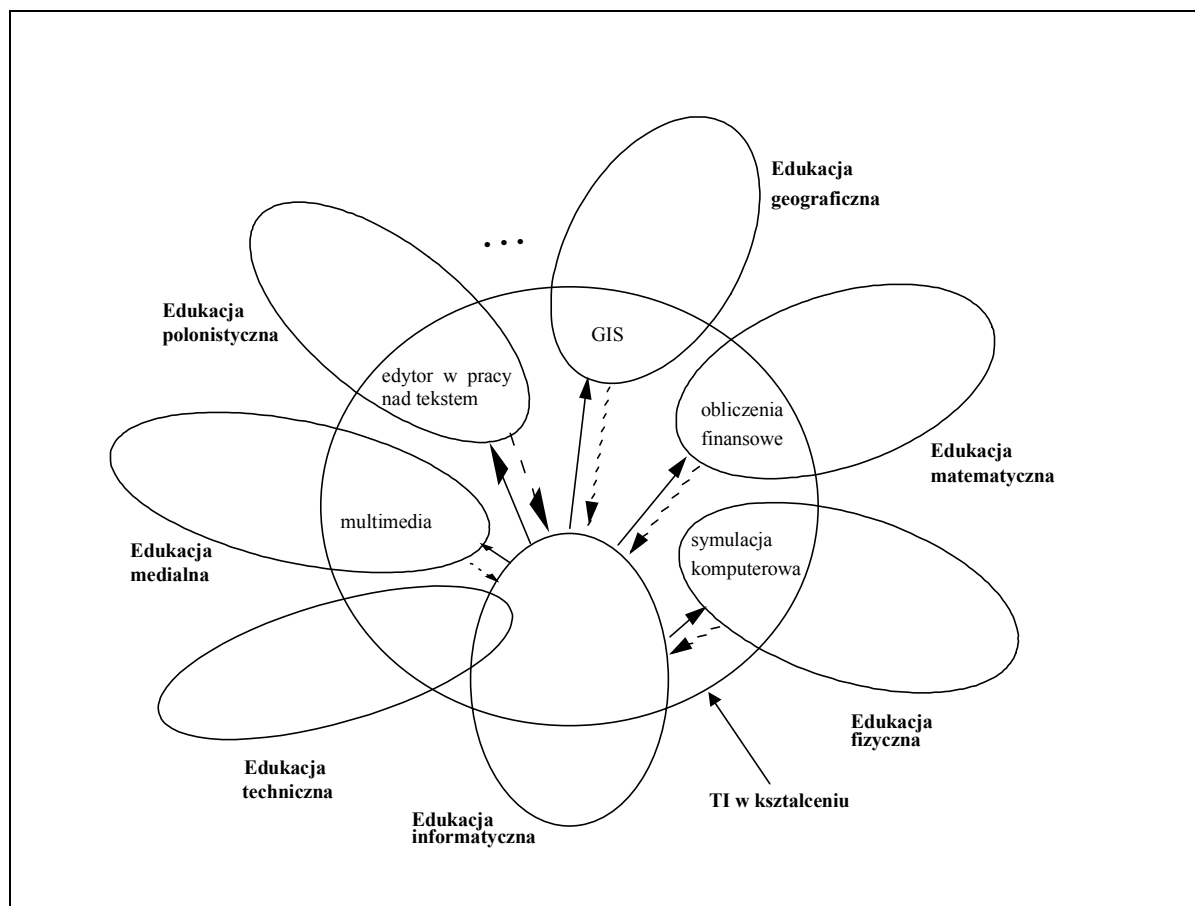 Edukacja
geograficzna
. . .
Edukacja
polonistyczna
GIS
edytor w pracy
nad tekstem
obliczenia
finansowe
Edukacja
matematyczna
multimedia
symulacja
komputerowa
Edukacja
medialna
Edukacja
fizyczna
Edukacja
techniczna
TI w kształceniu
Edukacja
informatyczna